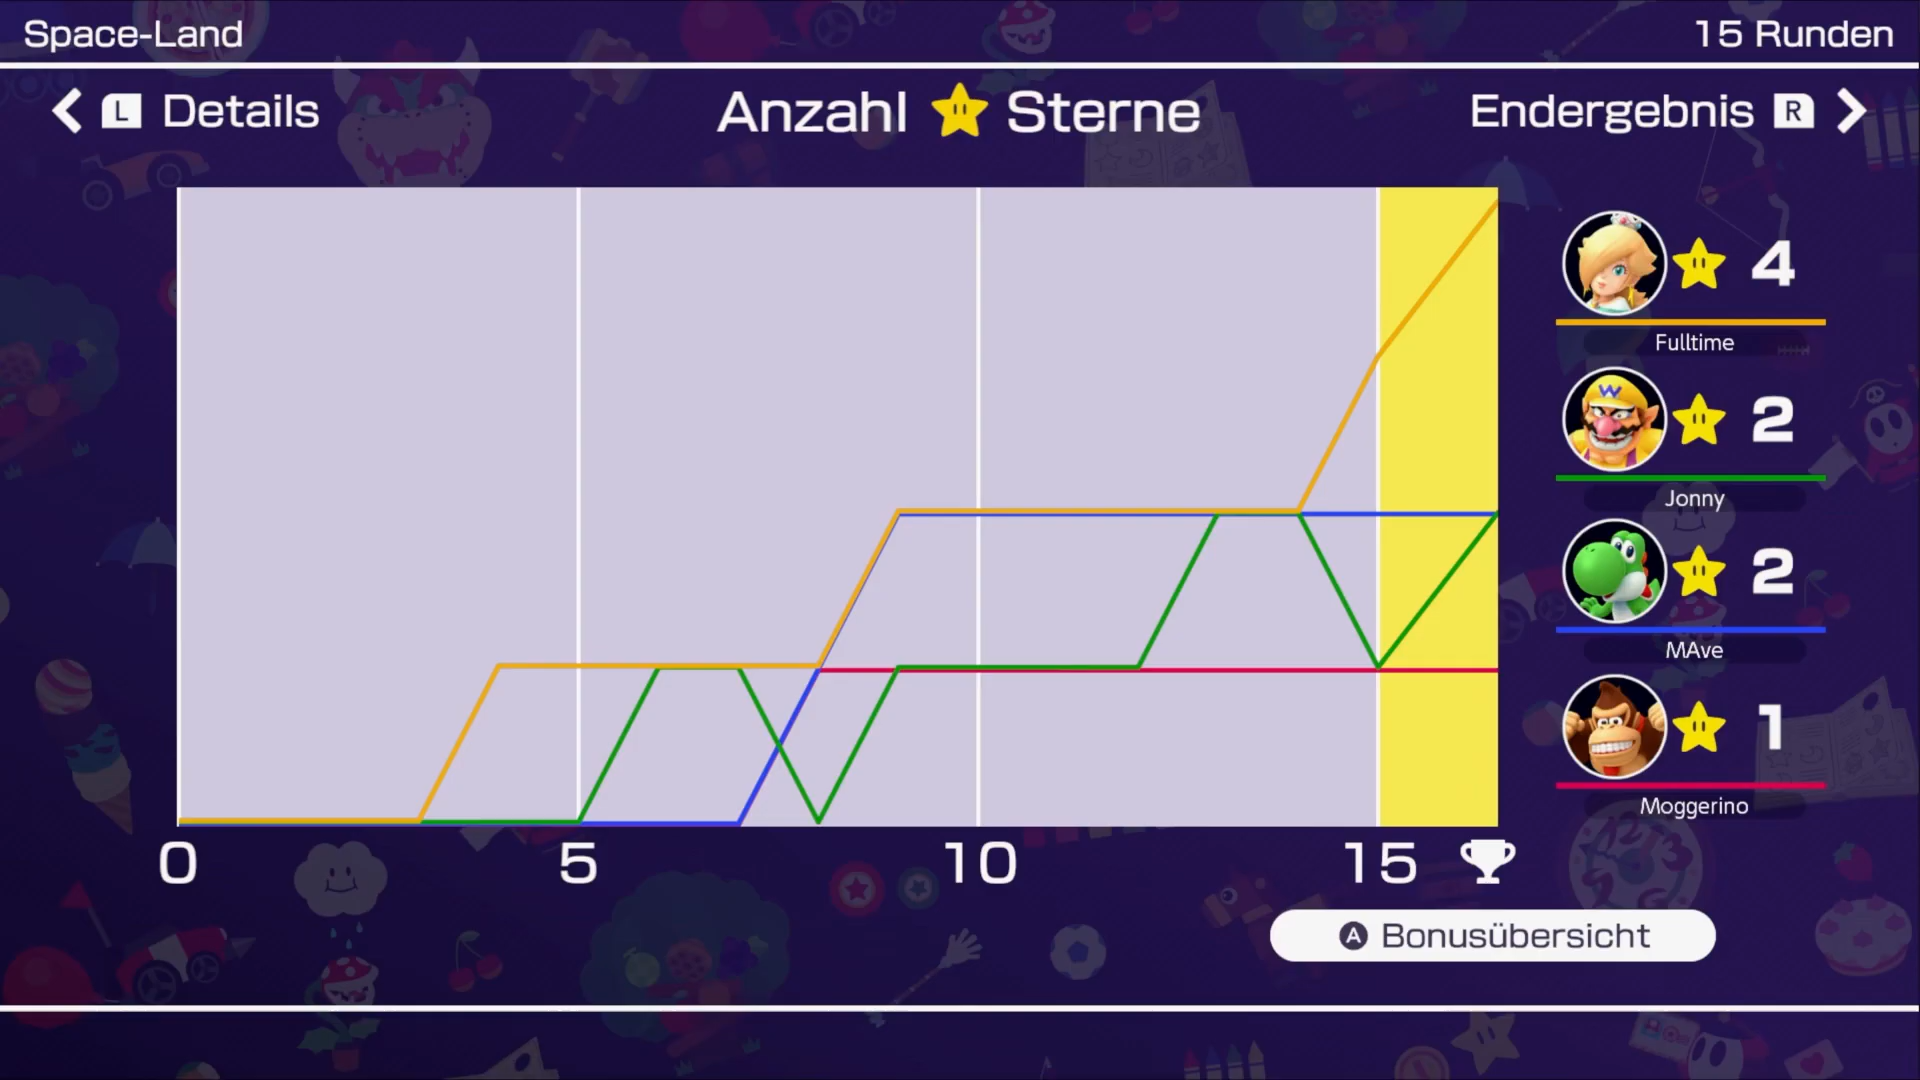 Space-Land
15 Runden
L Details
Anzahl Sterne
Endergebnis R
4
Fulltime
2
Jonny
2
MAve
1
Moggerino
0 5 10 15
A Bonusübersicht